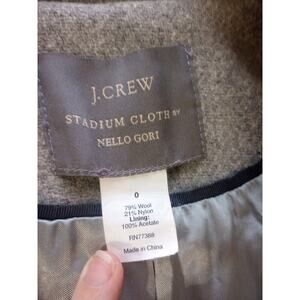 J.CREW
STADIUM CLOTH BY
NELLO GORI
0
79% Wool
21% Nylon
Lining:
100% Acetate
RN77388
Made in China